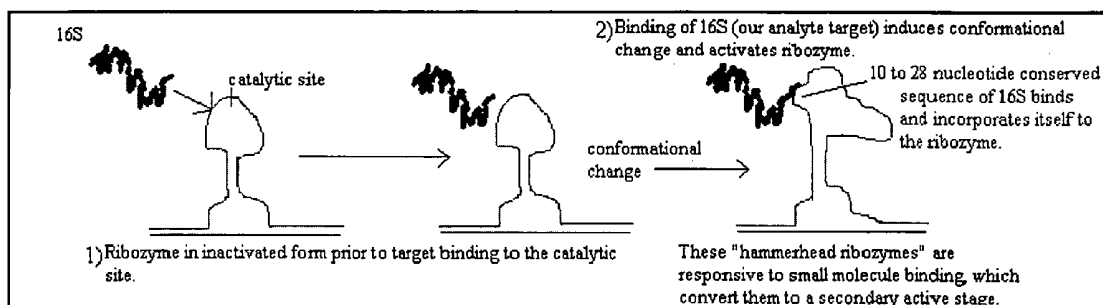 16S
catalytic site
1)Ribozyme in inactivated form prior to target binding to the catalytic
site.
conformational
change
2)Binding of 16S (our analyte target) induces conformational
change and activates ribozyme.
10 to 28 nucleotide conserved
sequence of 16S binds
and incorporates itself to
the ribozyme.
These "hammerhead ribozymes" are
responsive to small molecule binding, which
convert them to a secondary active stage.